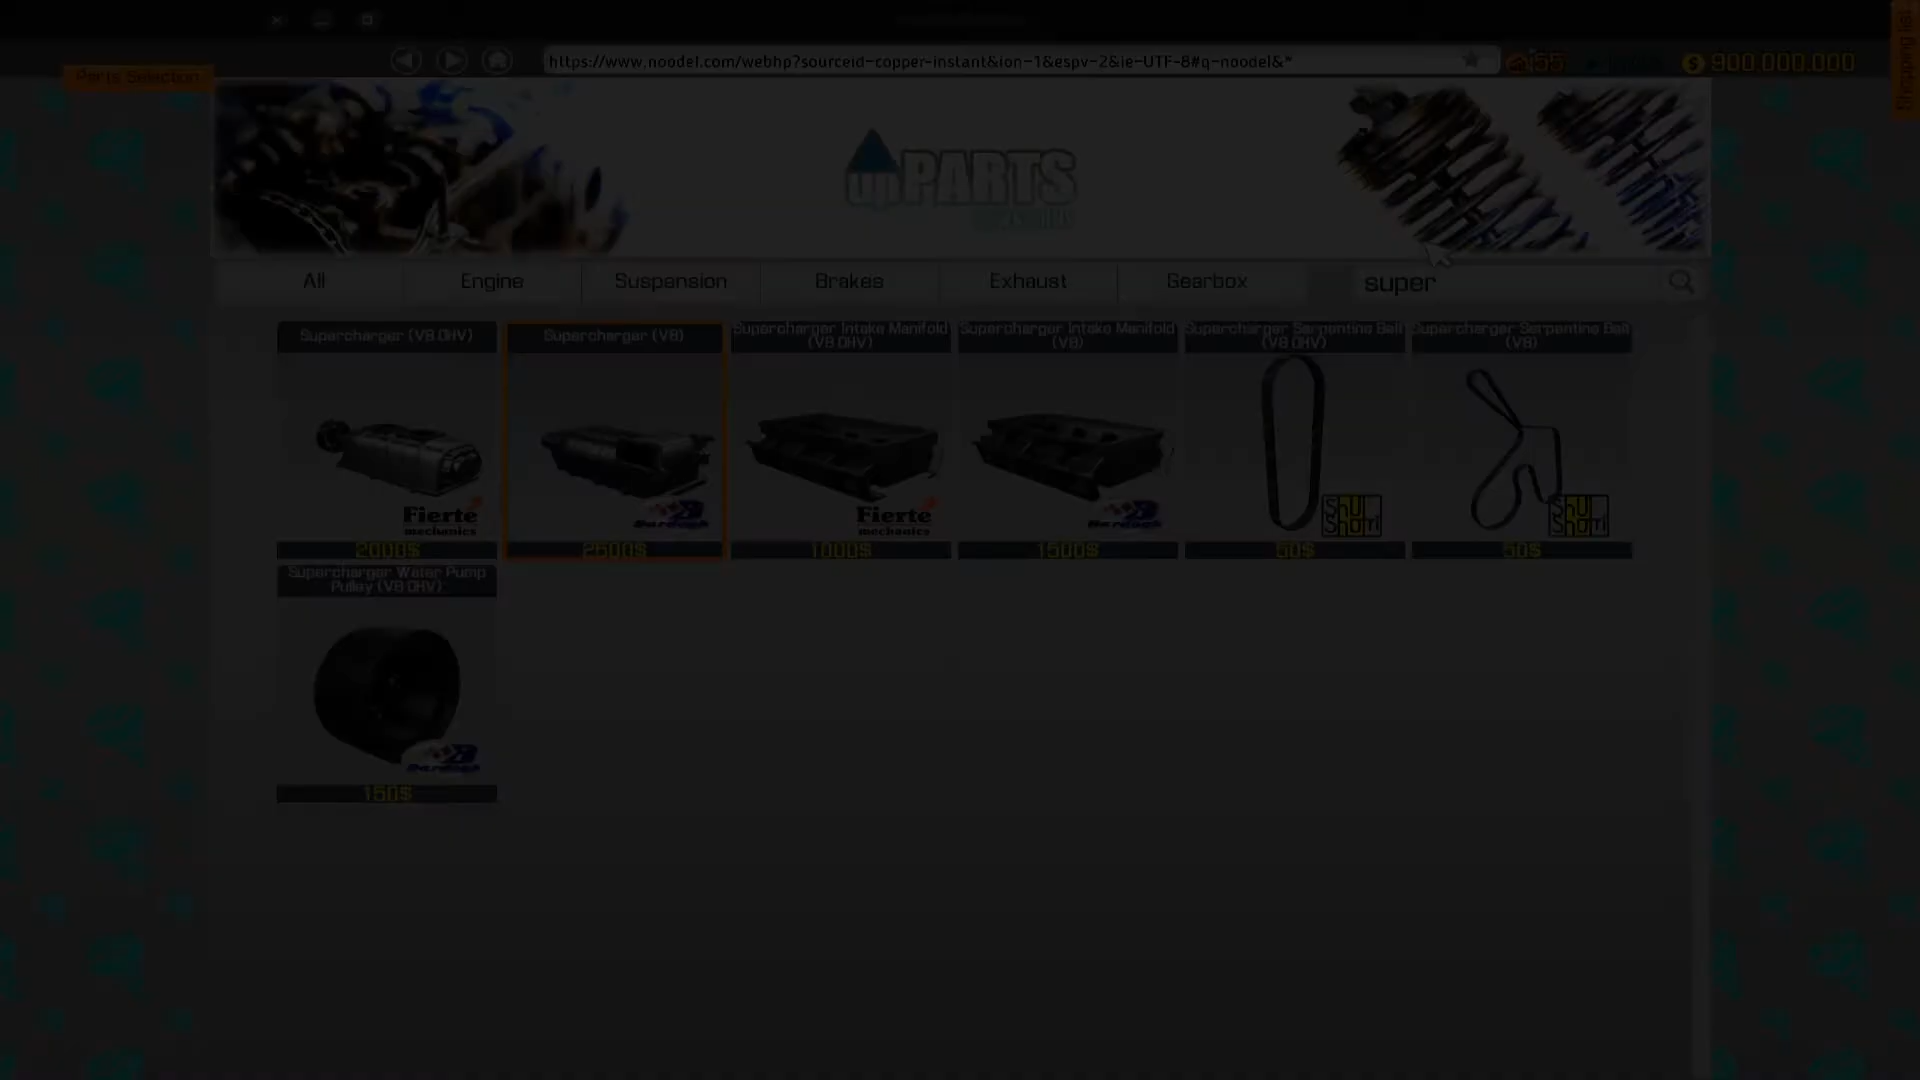 https://www.noodel.com/webhp?sourceid-copper-instant&ion-1&espv-2&ie-UTF-8#q-noodel&*
55
$ 900.000.000
Parts Selection
Shopping list
upPARTS
All
Engine
Suspension
Brakes
Exhaust
Gearbox
super
Supercharger (V8 OHV)
Supercharger (V8)
Supercharger Intake Manifold
(V8 OHV)
Supercharger Intake Manifold
(V8)
Supercharger Serpentine Belt
(V8 OHV)
Supercharger Serpentine Belt
(V8)
Fierte
mechanics
Fierte
mechanics
2000$
2500$
1000$
1500$
50$
50$
Supercharger Water Pump
Pulley (V8 OHV)
150$